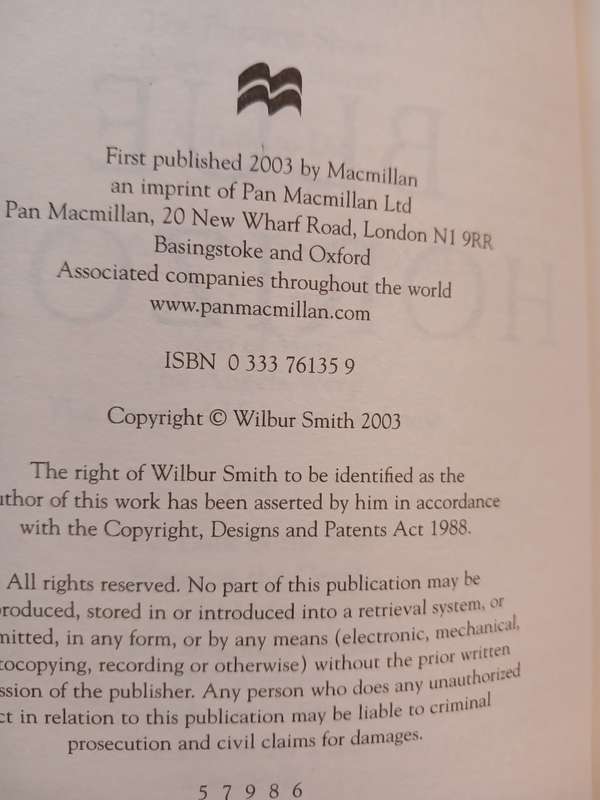 First published 2003 by Macmillan
an imprint of Pan Macmillan Ltd
Pan Macmillan, 20 New Wharf Road, London N1 9RR
Basingstoke and Oxford
Associated companies throughout the world
www.panmacmillan.com
ISBN 0 333 76135 9
Copyright © Wilbur Smith 2003
The right of Wilbur Smith to be identified as the
uthor of this work has been asserted by him in accordance
with the Copyright, Designs and Patents Act 1988.
All rights reserved. No part of this publication may be
roduced, stored in or introduced into a retrieval system, or
mitted, in any form, or by any means (electronic, mechanical,
tocopying, recording or otherwise) without the prior written
ssion of the publisher. Any person who does any unauthorized
ct in relation to this publication may be liable to criminal
prosecution and civil claims for damages.
5 7 9 8 6